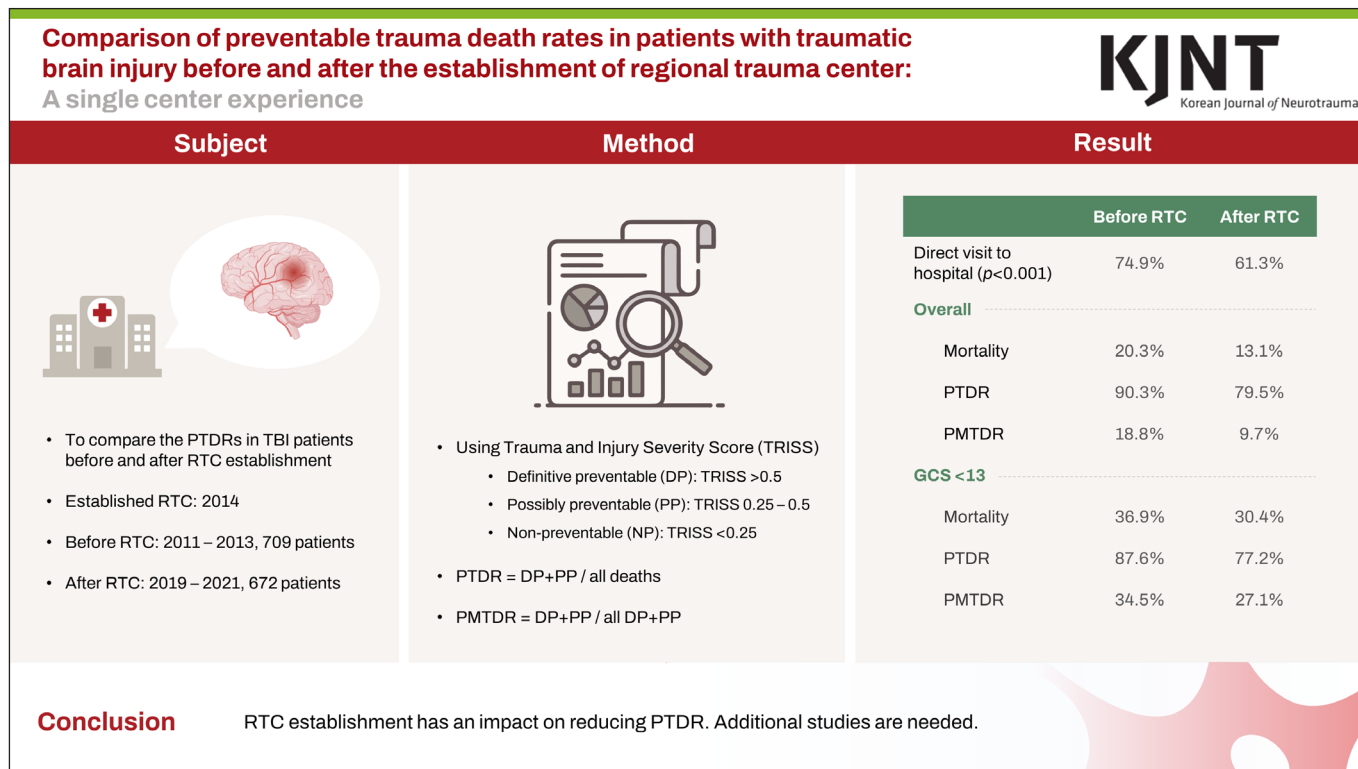 Comparison of preventable trauma death rates in patients with traumatic
brain injury before and after the establishment of regional trauma center:
A single center experience
KJNT
Korean Journal of Neurotrauma
Subject
Method
Result
• To compare the PTDRs in TBI patients
before and after RTC establishment
• Established RTC: 2014
• Before RTC: 2011 – 2013, 709 patients
• After RTC: 2019 – 2021, 672 patients
• Using Trauma and Injury Severity Score (TRISS)
• Definitive preventable (DP): TRISS >0.5
• Possibly preventable (PP): TRISS 0.25 – 0.5
• Non-preventable (NP): TRISS <0.25
• PTDR = DP+PP / all deaths
• PMTDR = DP+PP / all DP+PP
Before RTC After RTC
Direct visit to
hospital (p<0.001) 74.9% 61.3%
Overall
Mortality 20.3% 13.1%
PTDR 90.3% 79.5%
PMTDR 18.8% 9.7%
GCS <13
Mortality 36.9% 30.4%
PTDR 87.6% 77.2%
PMTDR 34.5% 27.1%
Conclusion
RTC establishment has an impact on reducing PTDR. Additional studies are needed.